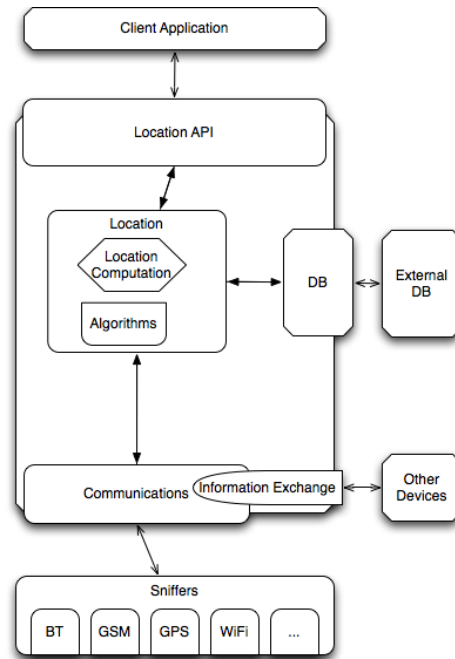 Client Application
Location API
Location
Location
Computation
Algorithms
DB
External
DB
Communications
Information Exchange
Other
Devices
Sniffers
BT
GSM
GPS
WiFi
...